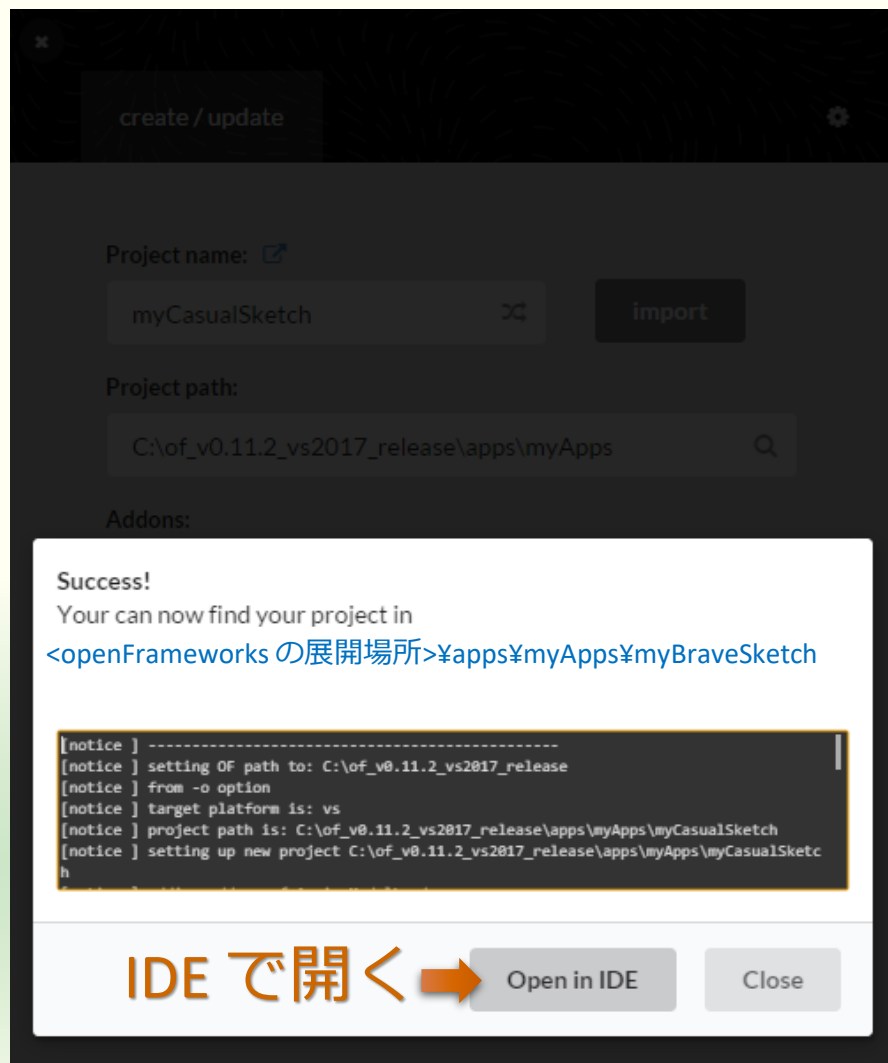 create / update
Project name:
myCasualSketch
import
Project path:
C:\of_v0.11.2_vs2017_release\apps\myApps
Addons:
Success!
Your can now find your project in
<openFrameworks の展開場所>¥apps¥myApps¥myBraveSketch
[notice ] -----------------------------------------------
[notice ] setting OF path to: C:\of_v0.11.2_vs2017_release
[notice ] from -o option
[notice ] target platform is: vs
[notice ] project path is: C:\of_v0.11.2_vs2017_release\apps\myApps\myCasualSketch
[notice ] setting up new project C:\of_v0.11.2_vs2017_release\apps\myApps\myCasualSketc
h
IDE で開く
Open in IDE
Close